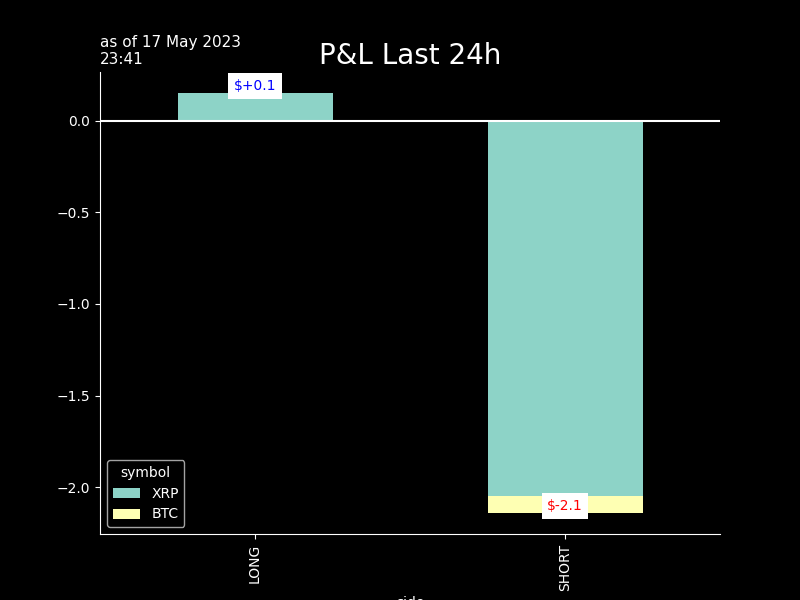 as of 17 May 2023
23:41
P&L Last 24h
$+0.1
0.0
−0.5
−1.0
−1.5
−2.0
$-2.1
symbol
XRP
BTC
LONG
SHORT